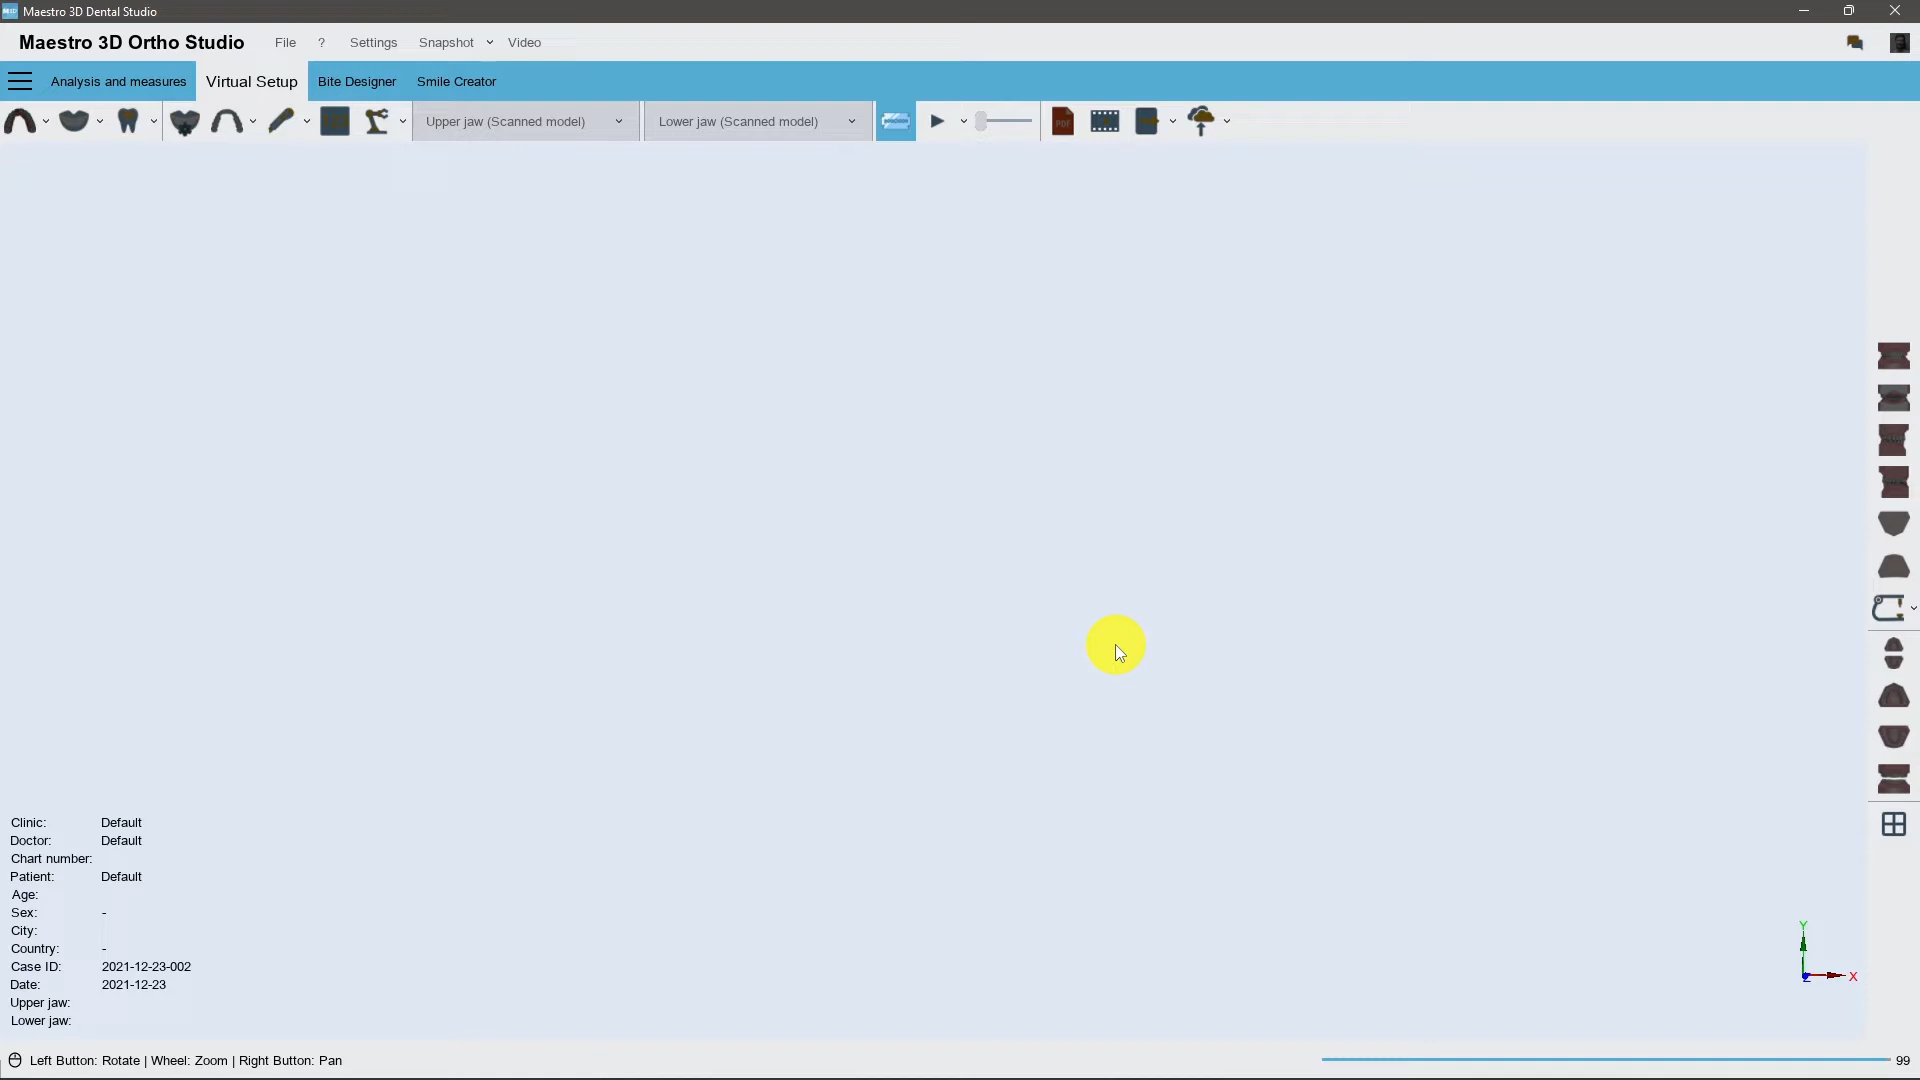 Maestro 3D Dental Studio
Maestro 3D Ortho Studio File ? Settings Snapshot Video
Analysis and measures Virtual Setup Bite Designer Smile Creator
Upper jaw (Scanned model) Lower jaw (Scanned model) PDF
Clinic: Default
Doctor: Default
Chart number:
Patient: Default
Age:
Sex: -
City:
Country: -
Case ID: 2021-12-23-002
Date: 2021-12-23
Upper jaw:
Lower jaw:
Y
Z X
Left Button: Rotate | Wheel: Zoom | Right Button: Pan 99